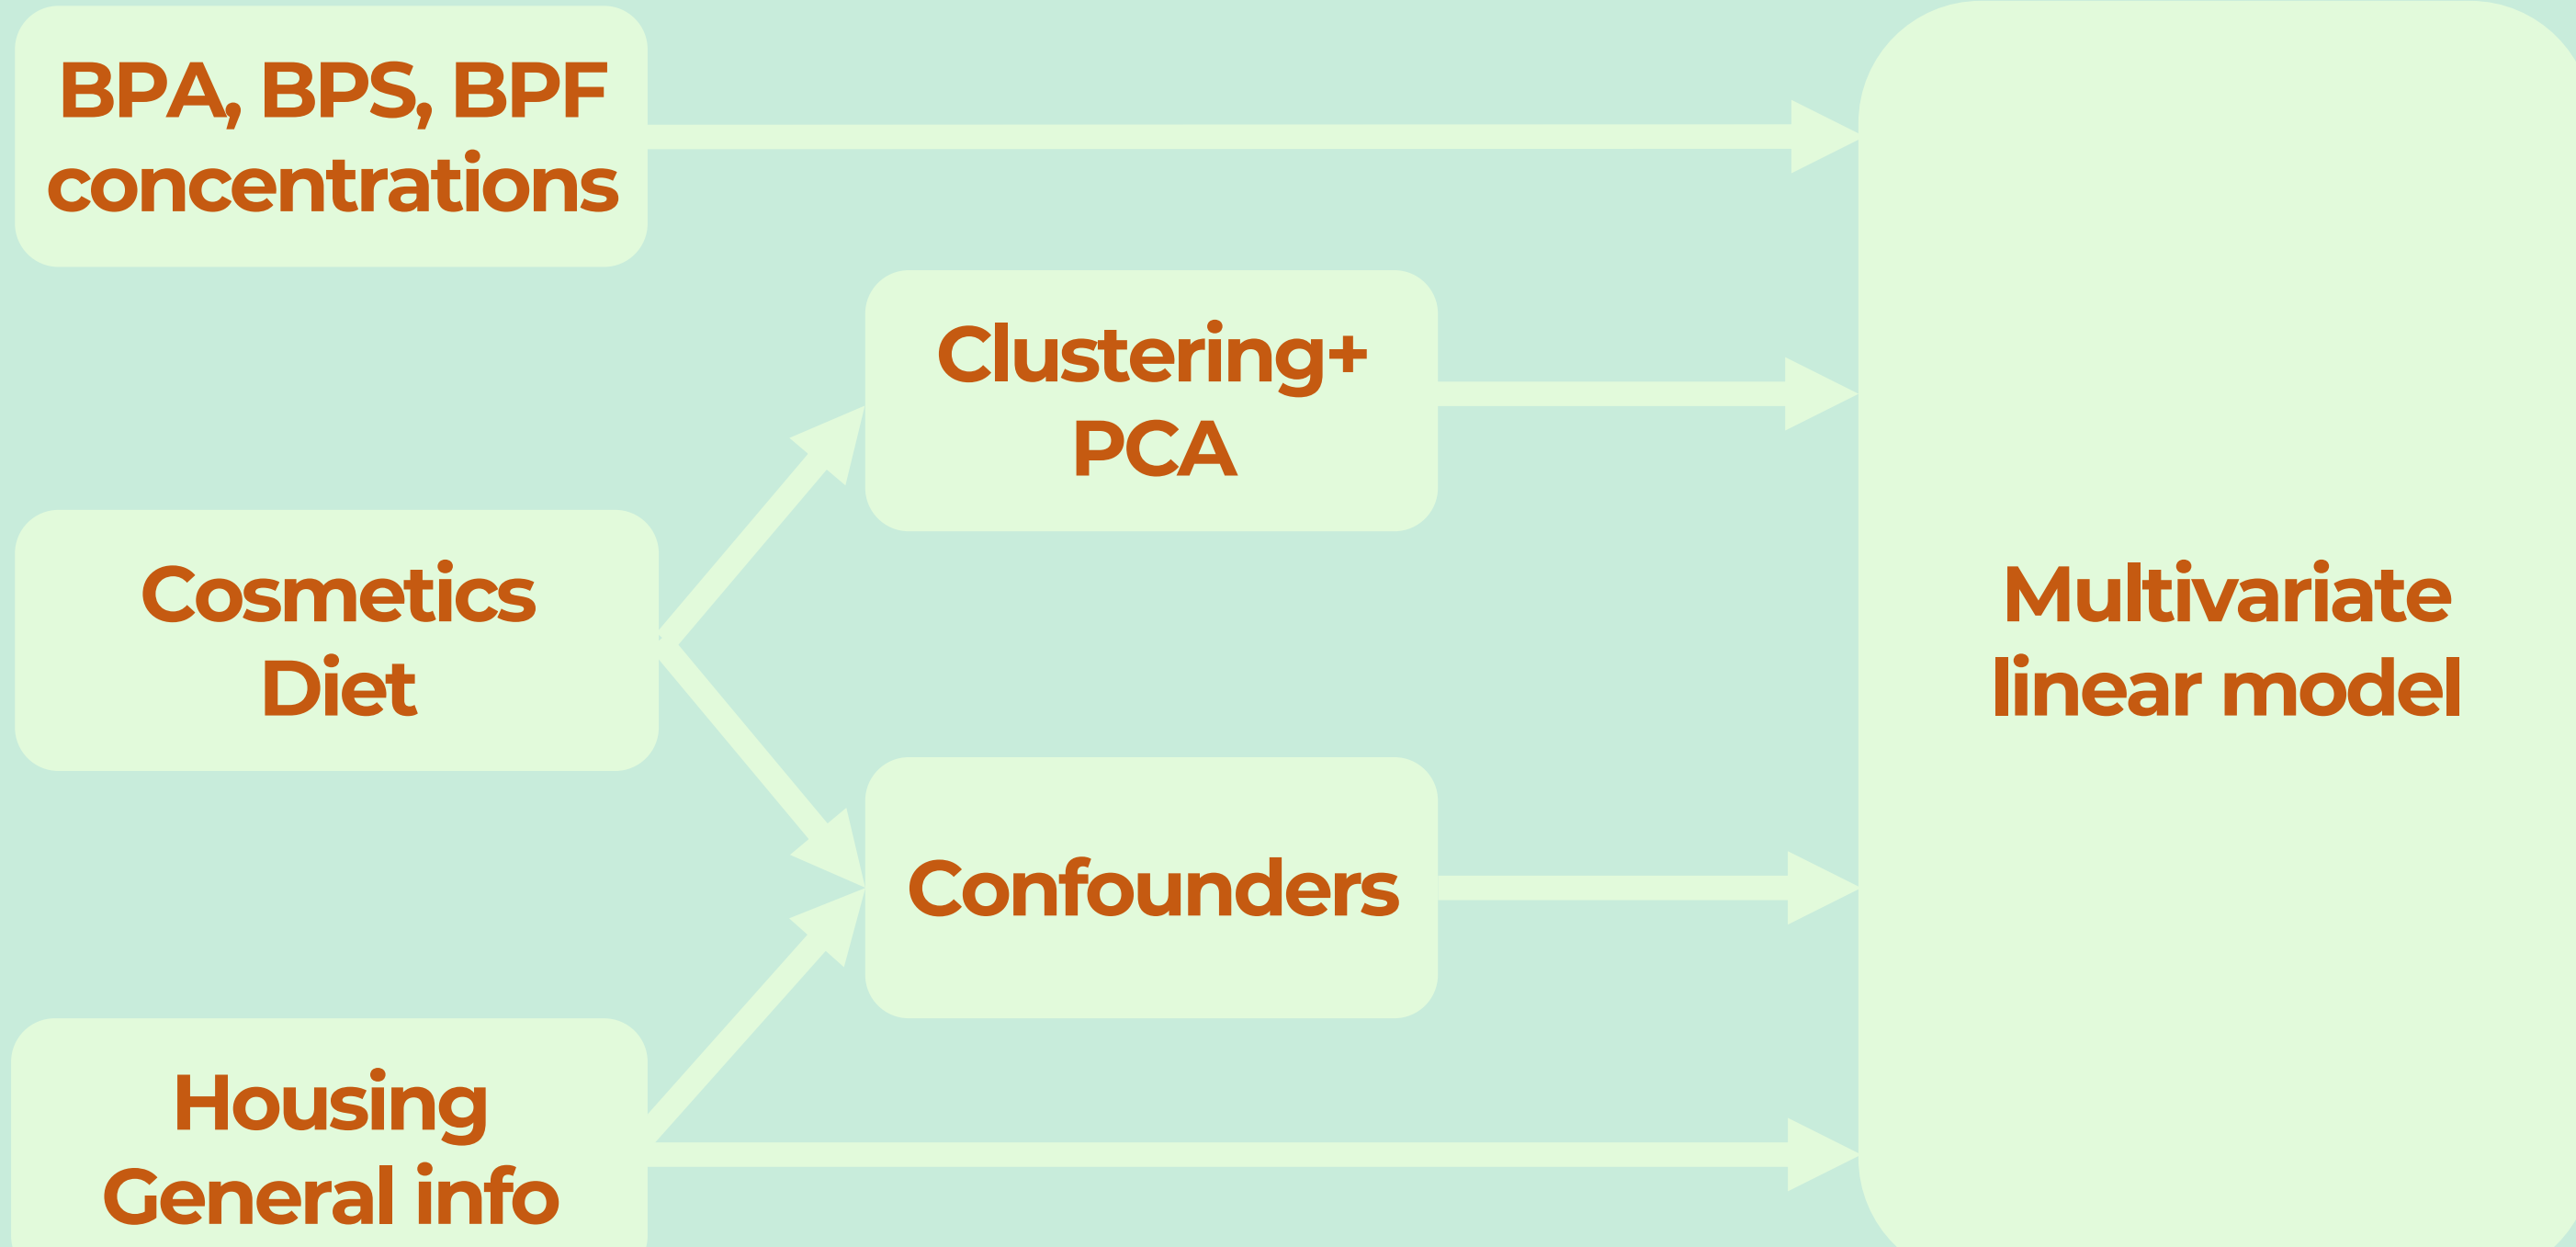 BPA, BPS, BPF
concentrations
Clustering+
PCA
Cosmetics
Diet
Multivariate
linear model
Confounders
Housing
General info